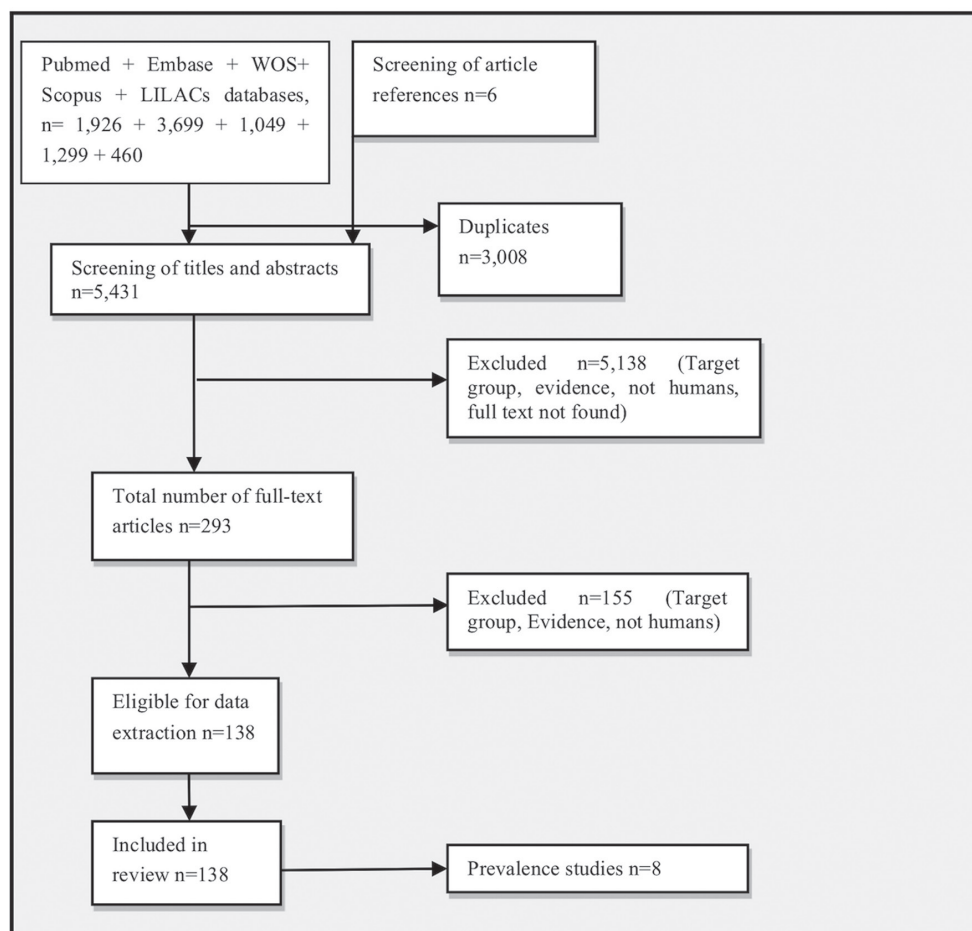 Pubmed + Embase + WOS+
Scopus + LILACs databases,
n= 1,926 + 3,699 + 1,049 +
1,299 + 460
Screening of article
references n=6
Duplicates
n=3,008
Screening of titles and abstracts
n=5,431
Excluded n=5,138 (Target
group, evidence, not humans,
full text not found)
Total number of full-text
articles n=293
Excluded n=155 (Target
group, Evidence, not humans)
Eligible for data
extraction n=138
Included in
review n=138
Prevalence studies n=8